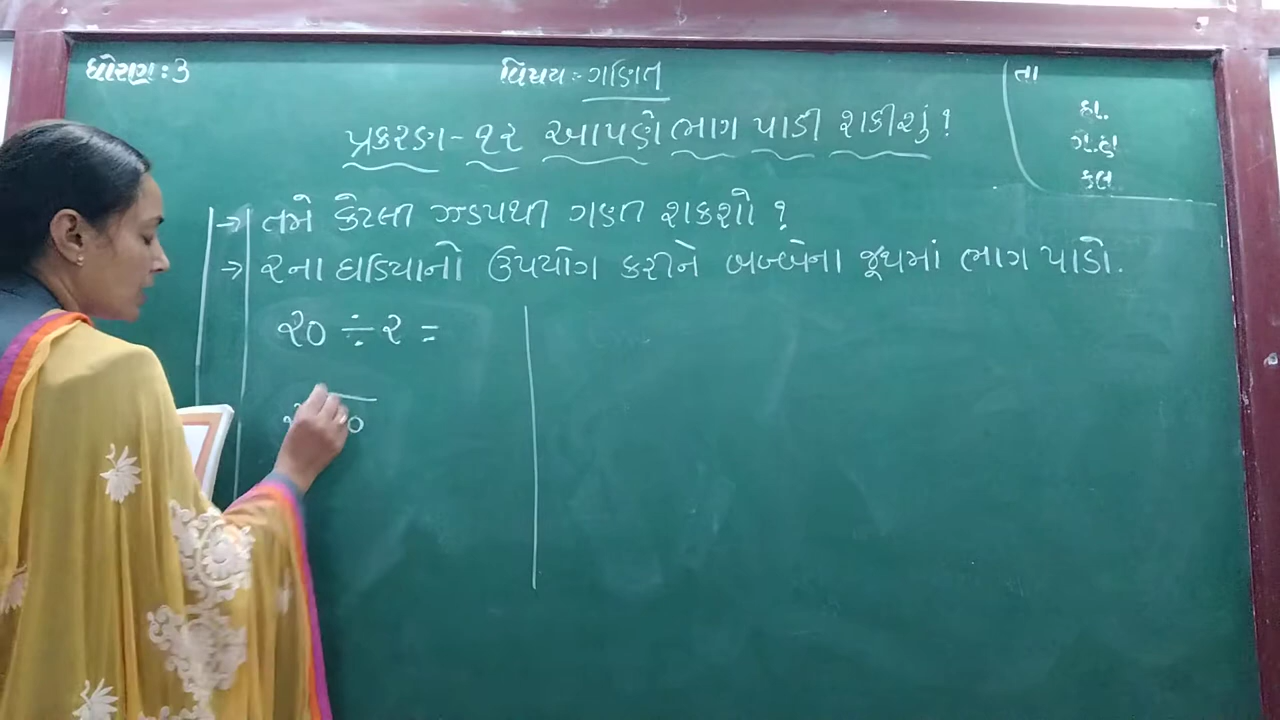 ધોરણ : 3
વિષય :- ગણિત
તા
હા.
ગે.હા
કુલ
પ્રકરણ - ૧૨ આપણે ભાગ પાડી શકીશું !
→ તમે કેટલી ઝડપથી ગણી શકશો ?
→ ૨ના ઘડિયાનો ઉપયોગ કરીને બબ્બેના જૂથમાં ભાગ પાડો.
૨૦ ÷ ૨ =